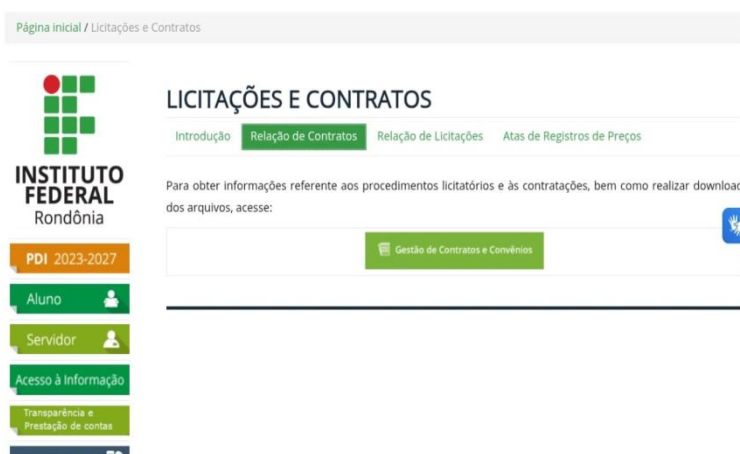 Página inicial / Licitações e Contratos
INSTITUTO
FEDERAL
Rondônia
PDI 2023-2027
Aluno
Servidor
Acesso à Informação
Transparência e
Prestação de contas
LICITAÇÕES E CONTRATOS
Introdução Relação de Contratos Relação de Licitações Atas de Registros de Preços
Para obter informações referente aos procedimentos licitatórios e às contratações, bem como realizar download
dos arquivos, acesse:
Gestão de Contratos e Convênios